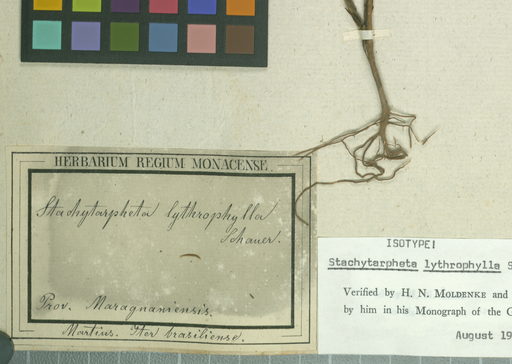 HERBARIUM REGIUM MONACENSE.
Stachytarpheta lythrophylla
Schauer.
Prov. Maragnaniensis.
Martius. Iter brasiliense.
ISOTYPE!
Stachytarpheta lythrophylla S
Verified by H. N. MOLDENKE and
by him in his Monograph of the G
August 19